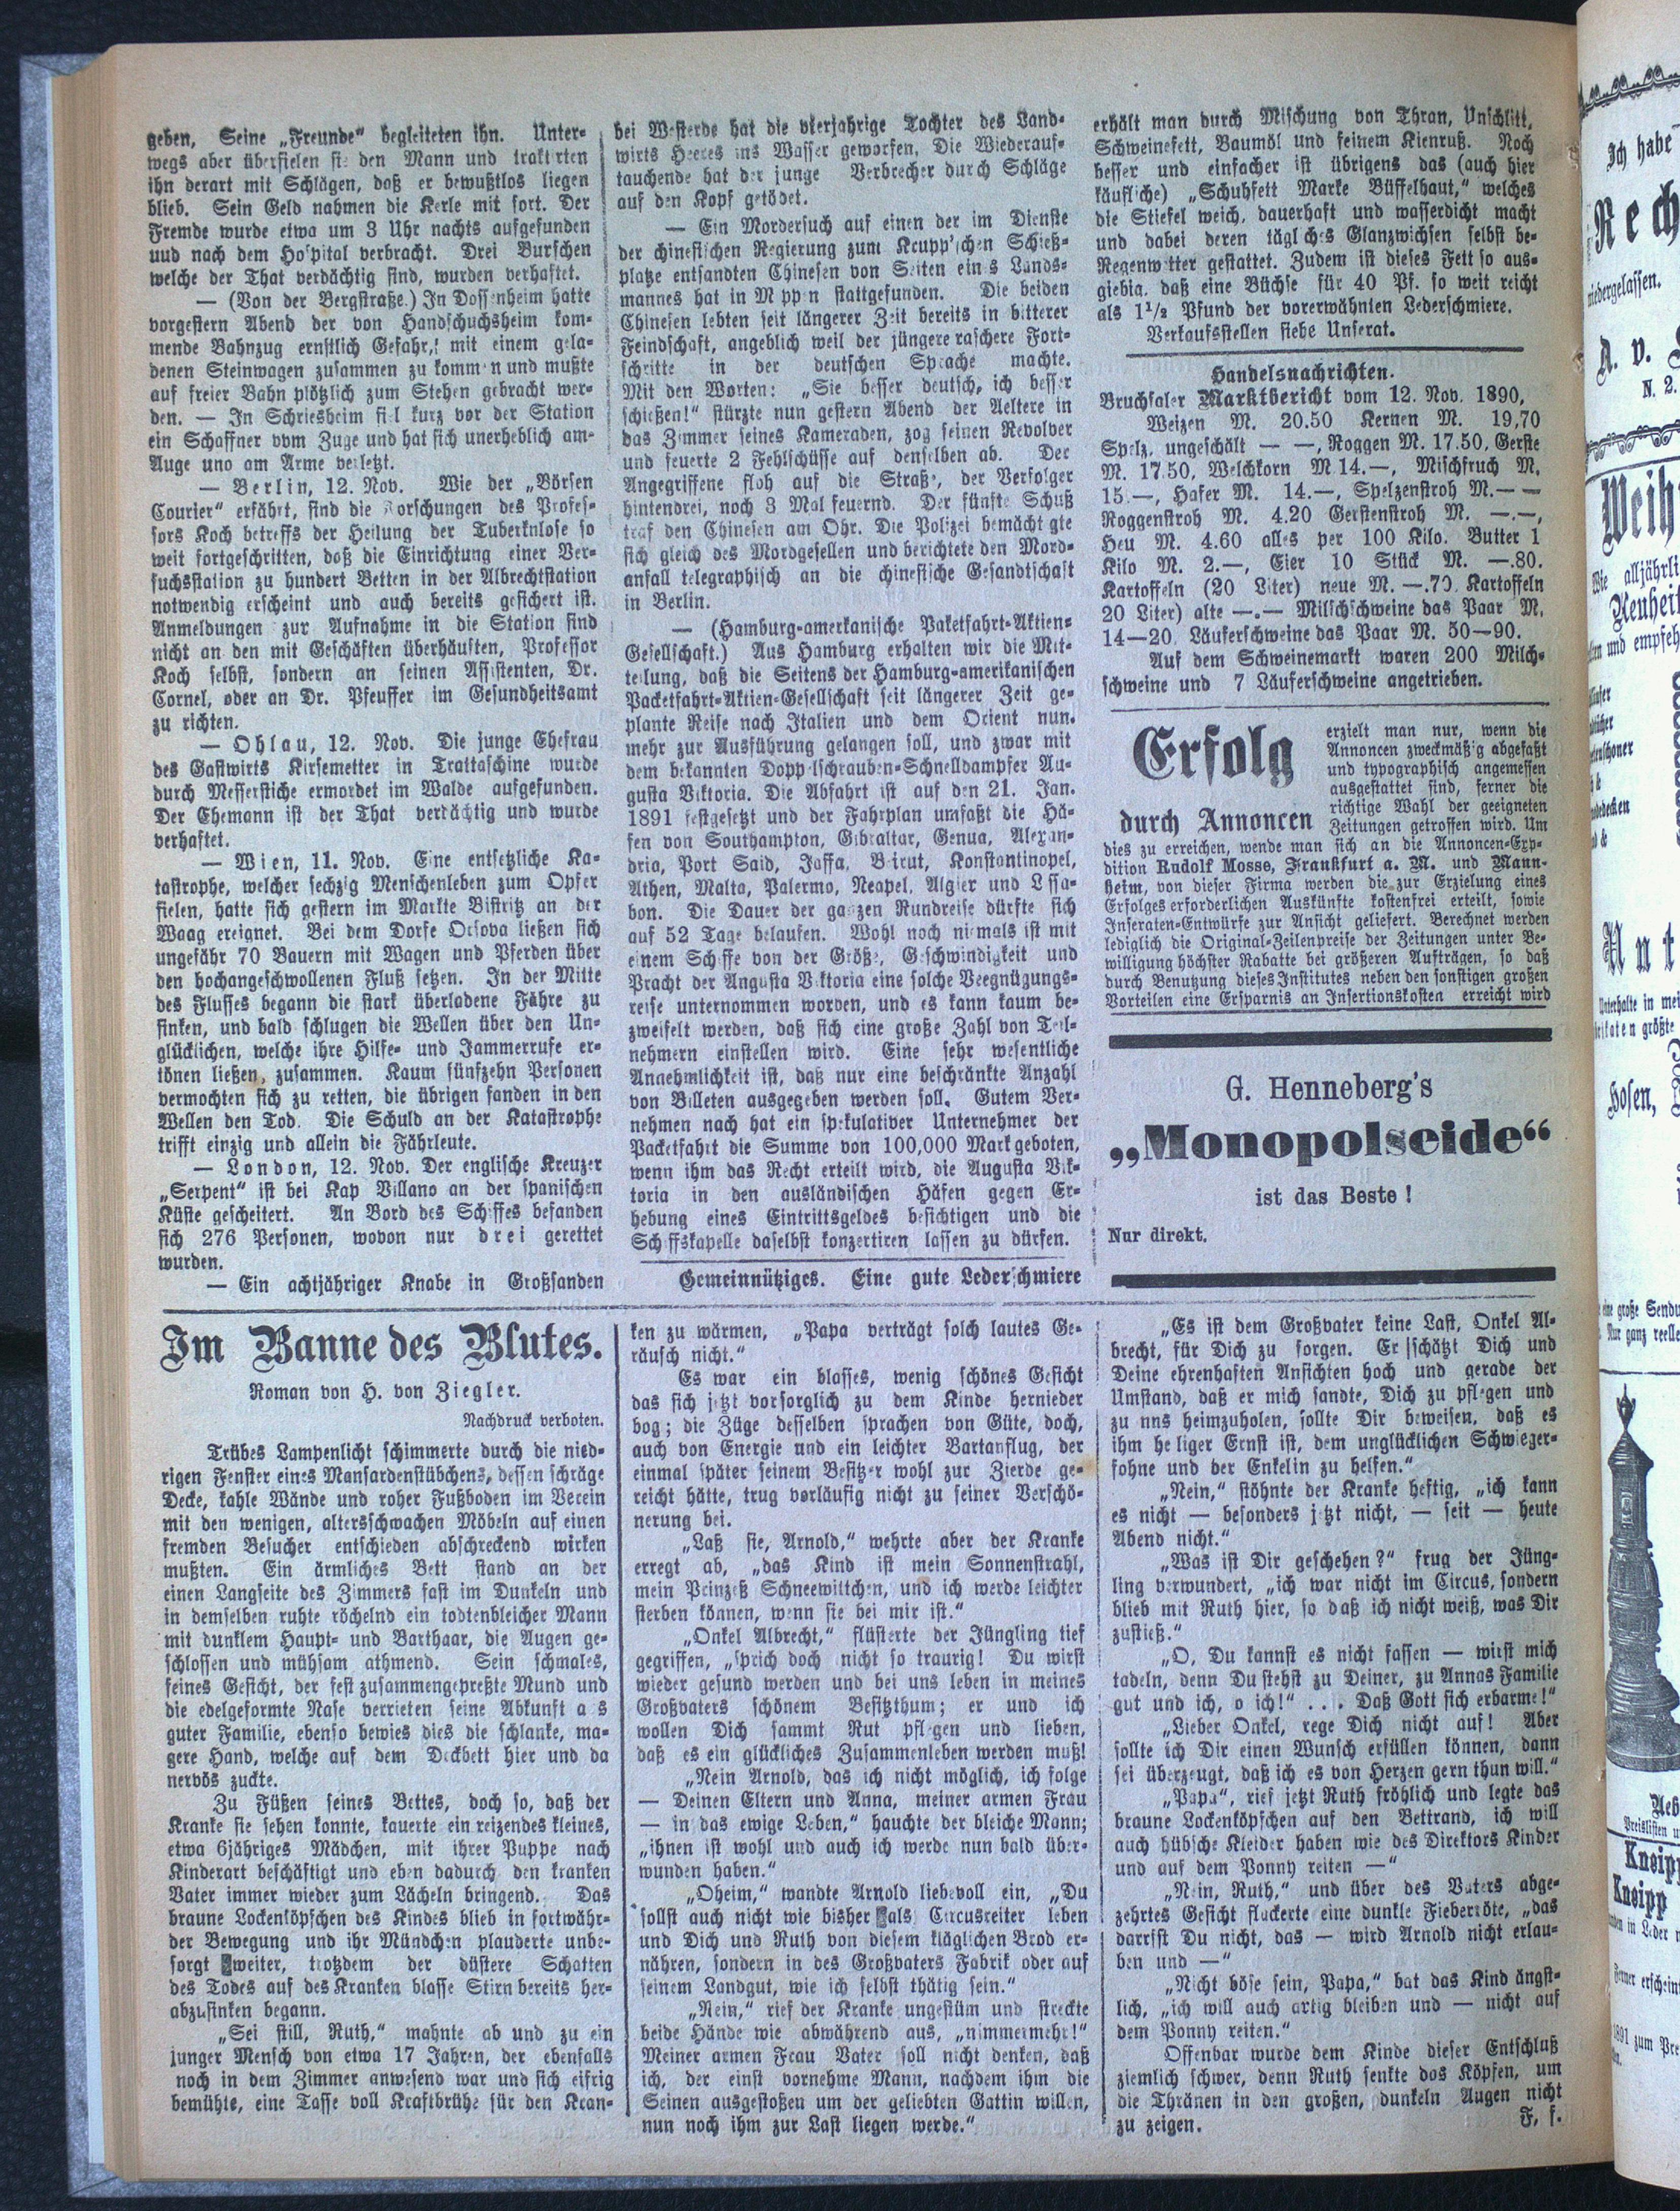 geben, Seine „Freunde“ begleiteten ihn. Unter-
wegs aber überfielen sie den Mann und traktirten
ihn derart mit Schlägen, daß er bewußtlos liegen
blieb. Sein Geld nahmen die Kerle mit fort. Der
Fremde wurde etwa um 3 Uhr nachts aufgefunden
uud nach dem Hospital verbracht. Drei Burschen
welche der That verdächtig sind, wurden verhaftet.
— (Von der Bergstraße.) In Dossenheim hatte
vorgestern Abend der von Handschuchsheim kom-
mende Bahnzug ernstlich Gefahr,! mit einem gela-
denen Steinwagen zusammen zu kommen und mußte
auf freier Bahn plötzlich zum Stehen gebracht wer-
den. — In Schriesheim fiel kurz vor der Station
ein Schaffner vom Zuge und hat sich unerheblich am-
Auge uno am Arme verletzt.
— Berlin, 12. Nov. Wie der „Börsen
Courier“ erfährt, sind die Forschungen des Profes-
sors Koch betreffs der Heilung der Tuberknlose so
weit fortgeschritten, doß die Einrichtung einer Ver-
suchsstation zu hundert Betten in der Albrechtstation
notwendig erscheint und auch bereits gesichert ist.
Anmeldungen zur Aufnahme in die Station sind
nicht an den mit Geschäften überhäuften, Professor
Koch selbst, sondern an seinen Assistenten, Dr.
Cornel, oder an Dr. Pfeuffer im Gesundheitsamt
zu richten.
— Ohlau, 12. Nov. Die junge Ehefrau
des Gastwirts Kirsemetter in Trattaschine wurde
durch Messerstiche ermordet im Walde aufgefunden.
Der Ehemann ist der That verdächtig und wurde
verhaftet.
— Wien, 11. Nov. Eine entsetzliche Ka-
tastrophe, welcher sechzig Menschenleben zum Opfer
fielen, hatte sich gestern im Markte Bistritz an der
Waag ereignet. Bei dem Dorfe Orsova ließen sich
ungefähr 70 Bauern mit Wagen und Pferden über
den hochangeschwollenen Fluß setzen. In der Mitte
des Flusses begann die stark überladene Fähre zu
sinken, und bald schlugen die Wellen über den Un-
glücklichen, welche ihre Hilfe- und Jammerrufe er-
tönen ließen, zusammen. Kaum fünfzehn Personen
vermochten sich zu retten, die übrigen fanden in den
Wellen den Tod. Die Schuld an der Katastrophe
trifft einzig und allein die Fährleute.
— London, 12. Nov. Der englische Kreuzer
„Serpent“ ist bei Kap Villano an der spanischen
Küste gescheitert. An Bord des Schiffes befanden
sich 276 Personen, wovon nur drei gerettet
wurden.
— Ein achtjähriger Knabe in Großsanden
bei Westerde hat die vierjahrige Tochter des Land-
wirts Heeres ins Wasser geworfen. Die Wiederauf-
tauchende hat der junge Verbrecher durch Schläge
auf den Kopf getödet.
— Ein Mordersuch auf einen der im Dienste
der chinesischen Regierung zum Krupp'schen Schieß-
platze entsandten Chinesen von Seiten eines Lands-
mannes hat in Meppen stattgefunden. Die beiden
Chinesen lebten seit längerer Zeit bereits in bitterer
Feindschaft, angeblich weil der jüngere raschere Fort-
schritte in der deutschen Sprache machte.
Mit den Worten: „Sie besser deutsch, ich besser
schießen!“ stürzte nun gestern Abend der Aeltere in
das Zimmer seines Kameraden, zog seinen Revolver
und feuerte 2 Fehlschüsse auf denselben ab. Der
Angegriffene floh auf die Straße, der Verfolger
hintendrei, noch 3 Mal feuernd. Der fünfte Schuß
traf den Chinesen am Ohr. Die Polizei bemächtigte
sich gleich des Mordgesellen und berichtete den Mord-
anfall telegraphisch an die chinesische Gesandtschaft
in Berlin.
— (Hamburg-amerkanische Paketfahrt-Aktien-
Gesellschaft.) Aus Hamburg erhalten wir die Mit-
teilung, daß die Seitens der Hamburg-amerikanischen
Packetfahrt-Aktien-Gesellschaft seit längerer Zeit ge-
plante Reise nach Italien und dem Orient nun-
mehr zur Ausführung gelangen soll, und zwar mit
dem bekannten Doppelschrauben-Schnelldampfer Au-
gusta Viktoria. Die Abfahrt ist auf den 21. Jan.
1891 festgesetzt und der Fahrplan umfaßt die Hä-
fen von Southampton, Gibraltar, Genua, Alexan-
dria, Port Said, Jaffa, Beirut, Konstantinopel,
Athen, Malta, Palermo, Neapel, Algier und Lissa-
bon. Die Dauer der ganzen Rundreise dürfte sich
auf 52 Tage belaufen. Wohl noch niemals ist mit
einem Schiffe von der Größe, Geschwindigkeit und
Pracht der Angusta Viktoria eine solche Veegnüzungs-
reise unternommen worden, und es kann kaum be-
zweifelt werden, daß sich eine große Zahl von Teil-
nehmern einstellen wird. Eine sehr wesentliche
Annehmlichkeit ist, daß nur eine beschränkte Anzahl
von Billeten ausgegeben werden soll. Gutem Ver-
nehmen nach hat ein spekulativer Unternehmer der
Packetfahrt die Summe von 100,000 Mark geboten,
wenn ihm das Recht erteilt wird, die Augusta Vik-
toria in den ausländischen Häfen gegen Er-
hebung eines Eintrittsgeldes besichtigen und die
Schiffskapelle daselbst konzertiren lassen zu dürfen.
Gemeinnütziges. Eine gute Lederschmiere
erhält man durch Mischung von Thran, Unschlitt,
Schweinefett, Baumöl und feinem Kienruß. Noch
besser und einfacher ist übrigens das (auch hier
käufliche) „Schuhfett Marke Büffelhaut,“ welches
die Stiefel weich, dauerhaft und wasserdicht macht
und dabei deren tägliches Glanzwichsen selbst be-
Regenwetter gestattet. Zudem ist dieses Fett so aus-
giebig, daß eine Büchse für 40 Pf. so weit reicht
als 1½ Pfund der vorerwähnten Lederschmiere.
Verkaufsstellen siehe Unserat.
Handelsnachrichten.
Bruchsaler Marktbericht vom 12. Nov. 1890,
Weizen M. 20.50 Kernen M. 19,70
Spelz, ungeschält — —, Roggen M. 17.50, Gerste
M. 17.50, Welchkorn M. 14.—, Mischfruch M.
15.—, Hafer M. 14.—, Spelzenstroh M.— —
Roggenstroh M. 4.20 Gerstenstroh M. —.—,
Heu M. 4.60 alles per 100 Kilo. Butter 1
Kilo M. 2.—, Eier 10 Stück M. —.80.
Kartoffeln (20 Liter) neue M. —.70. Kartoffeln
20 Liter) alte —.— Milschschweine das Paar M.
14—20. Läuferschweine das Paar M. 50—90.
Auf dem Schweinemarkt waren 200 Milch-
schweine und 7 Läuferschweine angetrieben.
Erfolg
durch Annoncen
erzielt man nur, wenn die
Annoncen zweckmäßig abgefaßt
und typographisch angemessen
ausgestattet sind, ferner die
richtige Wahl der geeigneten
Zeitungen getroffen wird. Um
dies zu erreichen, wende man sich an die Annoncen-Exp-
dition Rudolf Mosse, Frankfurt a. M. und Mann-
heim, von dieser Firma werden die zur Erzielung eines
Erfolges erforderlichen Auskünfte kostenfrei erteilt, sowie
Inseraten-Entwürfe zur Ansicht geliefert. Berechnet werden
lediglich die Original-Zeilenpreise der Zeitungen unter Be-
willigung höchster Rabatte bei größeren Aufträgen, so daß
durch Benutzung dieses Institutes neben den sonstigen großen
Vorteilen eine Ersparnis an Insertionskosten erreicht wird
G. Henneberg's
„Monopolseide“
ist das Beste !
Nur direkt.
Im Banne des Blutes.
Roman von H. von Ziegler.
Nachdruck verboten.
Trübes Lampenlicht schimmerte durch die nied-
rigen Fenster eines Mansardenstübchens, dessen schräge
Decke, kahle Wände und roher Fußboden im Verein
mit den wenigen, altersschwachen Möbeln auf einen
fremden Besucher entschieden abschreckend wirken
mußten. Ein ärmliches Bett stand an der
einen Langseite des Zimmers fast im Dunkeln und
in demselben ruhte röchelnd ein todtenbleicher Mann
mit dunklem Haupt- und Barthaar, die Augen ge-
schlossen und mühsam athmend. Sein schmales,
feines Gesicht, der fest zusammengepreßte Mund und
die edelgeformte Nase verrieten seine Abkunft a s
guter Familie, ebenso bewies dies die schlanke, ma-
gere Hand, welche auf dem Deckbett hier und da
nervös zuckte.
Zu Füßen seines Bettes, doch so, daß der
Kranke sie sehen konnte, kauerte ein reizendes kleines,
etwa 6jähriges Mädchen, mit ihrer Puppe nach
Kinderart beschäftigt und eben dadurch den kranken
Vater immer wieder zum Lächeln bringend. Das
braune Lockenköpfchen des Kindes blieb in fortwähr-
der Bewegung und ihr Mündchen plauderte unbe-
sorgt weiter, trotzdem der düstere Schatten
des Todes auf des Kranken blasse Stirn bereits her-
abzusinken begann.
„Sei still, Ruth,“ mahnte ab und zu ein
junger Mensch von etwa 17 Jahren, der ebenfalls
noch in dem Zimmer anwesend war und sich eifrig
bemühte, eine Tasse voll Kraftbrühe für den Kran-
ken zu wärmen, „Papa verträgt solch lautes Ge-
räusch nicht.“
Es war ein blasses, wenig schönes Gesicht
das sich jetzt vorsorglich zu dem Kinde hernieder
bog; die Züge desselben sprachen von Güte, doch,
auch von Energie und ein leichter Bartanflug, der
einmal später seinem Besitzer wohl zur Zierde ge-
reicht hätte, trug vorläufig nicht zu seiner Verschö-
nerung bei.
„Laß sie, Arnold,“ wehrte aber der Kranke
erregt ab, „das Kind ist mein Sonnenstrahl,
mein Prinzeß Schneewittchen, und ich werde leichter
sterben können, wenn sie bei mir ist.“
„Onkel Albrecht,“ flüsterte der Jüngling tief
gegriffen, „sprich doch nicht so traurig! Du wirst
wieder gesund werden und bei uns leben in meines
Großvaters schönem Besitzthum; er und ich
wollen Dich sammt Rut pflegen und lieben,
daß es ein glückliches Zusammenleben werden muß!
„Nein Arnold, das ich nicht möglich, ich folge
— Deinen Eltern und Anna, meiner armen Frau
— in das ewige Leben,“ hauchte der bleiche Mann;
„ihnen ist wohl und auch ich werde nun bald über-
wunden haben.“
„Oheim,“ wandte Arnold liebevoll ein, „Du
sollst auch nicht wie bisher als Circusreiter leben
und Dich und Ruth von diesem kläglichen Brod er-
nähren, sondern in des Großvaters Fabrik oder auf
seinem Landgut, wie ich selbst thätig sein.“
„Nein,“ rief der Kranke ungestüm und streckte
beide Hände wie abwährend aus, „nimmermehr!“
Meiner armen Frau Vater soll nicht denken, daß
ich, der einst vornehme Mann, nachdem ihm die
Seinen ausgestoßen um der geliebten Gattin willen,
nun noch ihm zur Last liegen werde.“
„Es ist dem Großvater keine Last, Onkel Al-
brecht, für Dich zu sorgen. Er schätzt Dich und
Deine ehrenhaften Ansichten hoch und gerade der
Umstand, daß er mich sandte, Dich zu pflegen und
zu nns heimzuholen, sollte Dir beweisen, daß es
ihm heiliger Ernst ist, dem unglücklichen Schwieger-
sohne und der Enkelin zu helfen.“
„Nein,“ stöhnte der Kranke heftig, „ich kann
es nicht — besonders jetzt nicht, — seit — heute
Abend nicht.“
„Was ist Dir geschehen?“ frug der Jüng-
ling verwundert, „ich war nicht im Circus, sondern
blieb mit Ruth hier, so daß ich nicht weiß, was Dir
zustieß.“
„O, Du kannst es nicht fassen — wirst mich
tadeln, denn Du stehst zu Deiner, zu Annas Familie
gut und ich, o ich!“ . . . Daß Gott sich erbarme!“
„Lieber Onkel, rege Dich nicht auf! Aber
sollte ich Dir einen Wunsch erfüllen können, dann
sei überzeugt, daß ich es von Herzen gern thun will.“
„Papa“, rief jetzt Ruth fröhlich und legte das
braune Lockenköpfchen auf den Bettrand, ich will
auch hübsche Kleider haben wie des Direktors Kinder
und auf dem Ponny reiten —“
„Nein, Ruth,“ und über des Vaters abge-
zehrtes Gesicht flackerte eine dunkle Fieberröte, „das
darrfst Du nicht, das — wird Arnold nicht erlau-
ben und —“
„Nicht böse sein, Papa,“ bat das Kind ängst-
lich, „ich will auch artig bleiben und — nicht auf
dem Ponny reiten.“
Offenbar wurde dem Kinde dieser Entschluß
ziemlich schwer, denn Ruth senkte das Köpfen, um
die Thränen in den großen, dunkeln Augen nicht
zu zeigen.
F. f.
Ich habe
niedergelassen.
A. v.
N. 2.
Wie alljährli
und empfeh
Hosen,
Kneipp
Kneipp